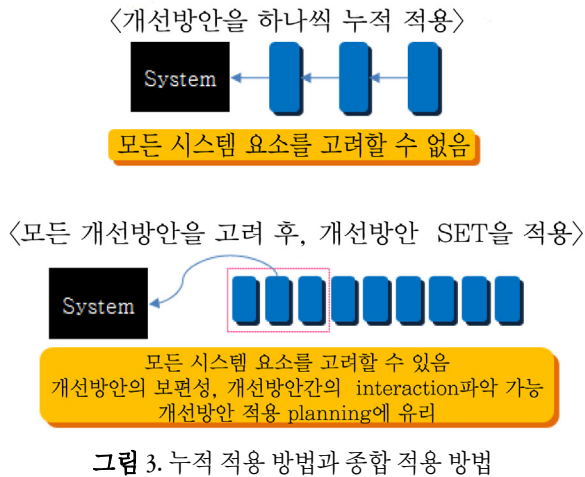 〈개선방안을 하나씩 누적 적용〉
System
모든 시스템 요소를 고려할 수 없음
〈모든 개선방안을 고려 후, 개선방안 SET을 적용〉
System
모든 시스템 요소를 고려할 수 있음
개선방안의 보편성, 개선방안간의 interaction파악 가능
개선방안 적용 planning에 유리
그림 3. 누적 적용 방법과 종합 적용 방법